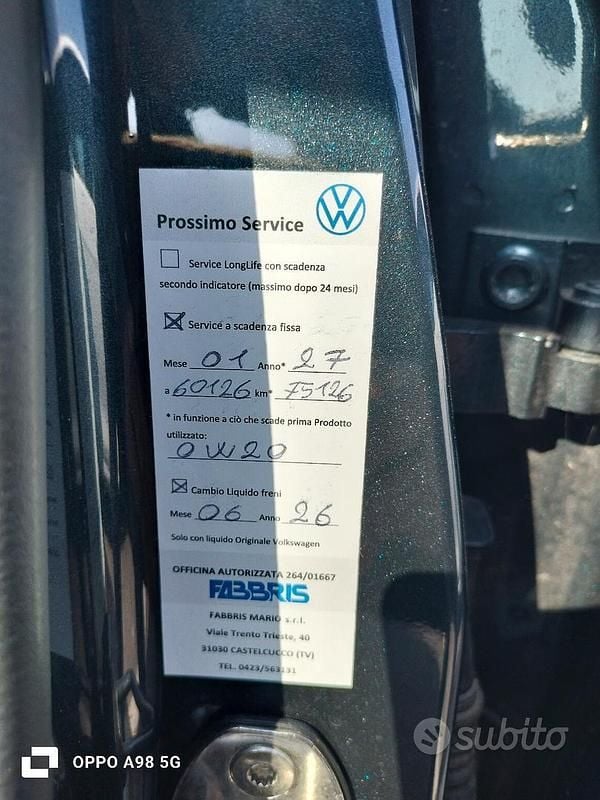 Prossimo Service
☐ Service LongLife con scadenza
secondo indicatore (massimo dopo 24 mesi)
☒ Service a scadenza fissa
Mese 01 Anno* 27
a 60126 km* 75126
* in funzione a ciò che scade prima Prodotto
utilizzato:
0W20
☒ Cambio Liquido freni
Mese 06 Anno 26
Solo con liquido Originale Volkswagen
OFFICINA AUTORIZZATA 264/01667
FABBRIS
FABBRIS MARIO s.r.l.
Viale Trento Trieste, 40
31030 CASTELCUCCO (TV)
TEL. 0423/563131
subito
OPPO A98 5G